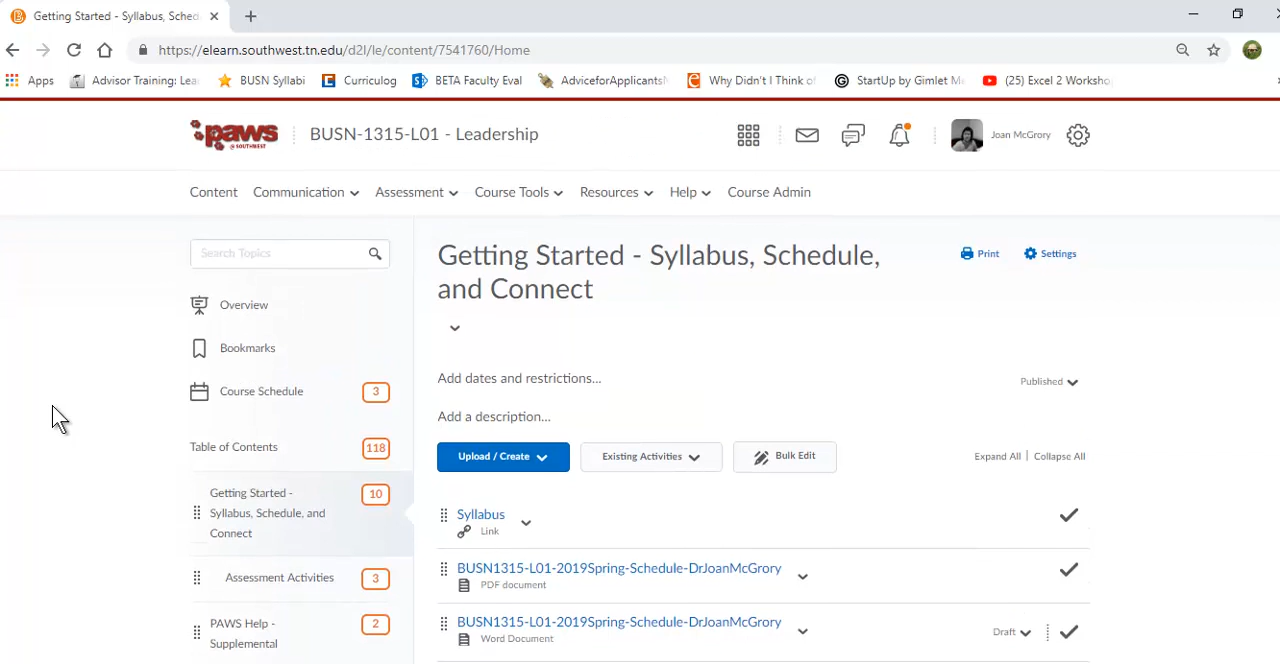 Getting Started - Syllabus, Sched
https://elearn.southwest.tn.edu/d2l/le/content/7541760/Home
Apps Advisor Training: Lea BUSN Syllabi Curriculog BETA Faculty Eval AdviceforApplicants Why Didn't I Think of StartUp by Gimlet Me (25) Excel 2 Workshop
paws @ SOUTHWEST BUSN-1315-L01 - Leadership Joan McGrory
Content Communication Assessment Course Tools Resources Help Course Admin
Search Topics
Overview
Bookmarks
Course Schedule 3
Table of Contents 118
Getting Started - 10
Syllabus, Schedule, and
Connect
Assessment Activities 3
PAWS Help - 2
Supplemental
Getting Started - Syllabus, Schedule,
and Connect
Print Settings
Add dates and restrictions... Published
Add a description...
Upload / Create Existing Activities Bulk Edit Expand All | Collapse All
Syllabus
Link
BUSN1315-L01-2019Spring-Schedule-DrJoanMcGrory
PDF document
BUSN1315-L01-2019Spring-Schedule-DrJoanMcGrory
Word Document Draft